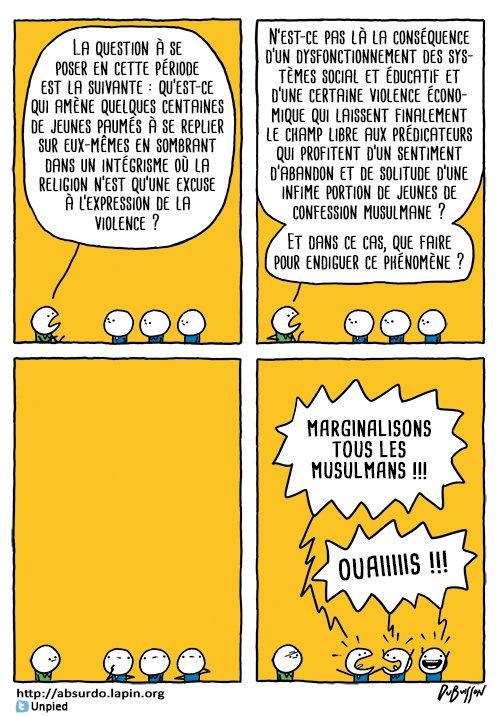 LA QUESTION À SE
POSER EN CETTE PÉRIODE
EST LA SUIVANTE : QU'EST-CE
QUI AMÈNE QUELQUES CENTAINES
DE JEUNES PAUMÉS À SE REPLIER
SUR EUX-MÊMES EN SOMBRANT
DANS UN INTÉGRISME OÙ LA
RELIGION N'EST QU'UNE EXCUSE
À L'EXPRESSION DE LA
VIOLENCE ?
N'EST-CE PAS LÀ LA CONSÉQUENCE
D'UN DYSFONCTIONNEMENT DES SYS-
TÈMES SOCIAL ET ÉDUCATIF ET
D'UNE CERTAINE VIOLENCE ÉCONO-
MIQUE QUI LAISSENT FINALEMENT
LE CHAMP LIBRE AUX PRÉDICATEURS
QUI PROFITENT D'UN SENTIMENT
D'ABANDON ET DE SOLITUDE D'UNE
INFIME PORTION DE JEUNES DE
CONFESSION MUSULMANE ?
ET DANS CE CAS, QUE FAIRE
POUR ENDIGUER CE PHÉNOMÈNE ?
MARGINALISONS
TOUS LES
MUSULMANS !!!
OUAIIIIIS !!!
http://absurdo.lapin.org
Unpied
DUBUISSON